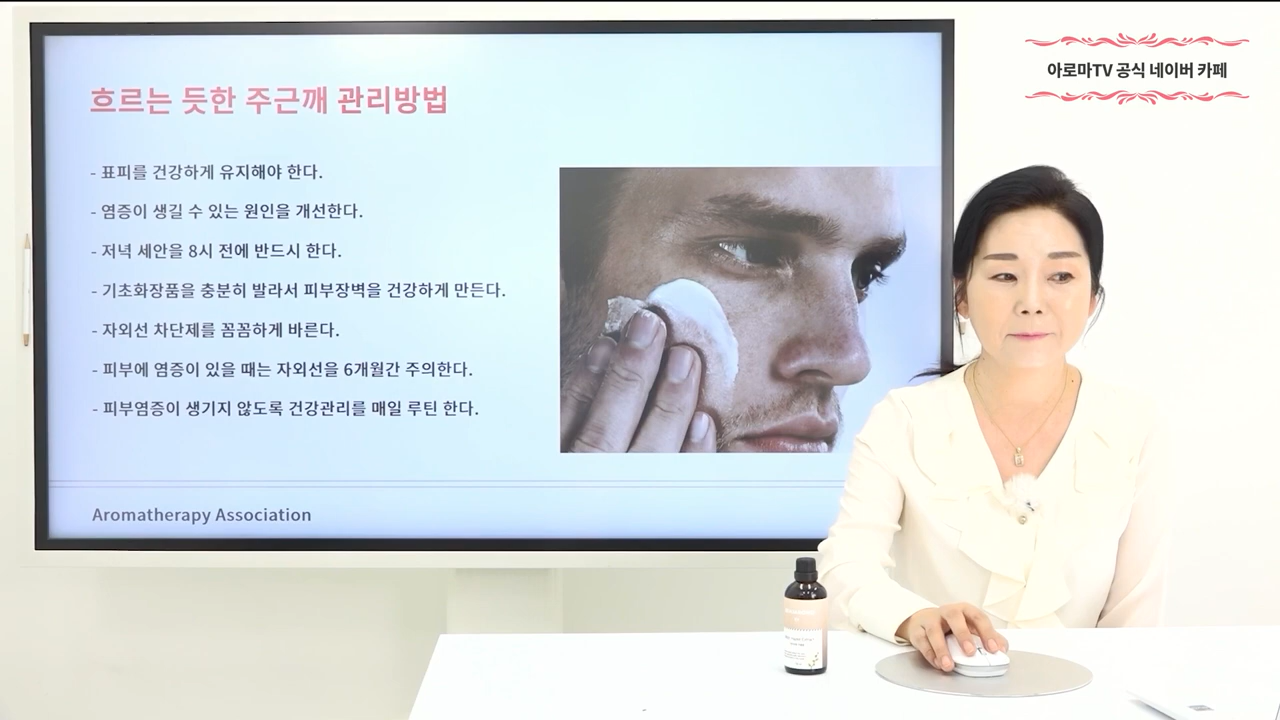 흐르는 듯한 주근깨 관리방법
- 표피를 건강하게 유지해야 한다.
- 염증이 생길 수 있는 원인을 개선한다.
- 저녁 세안을 8시 전에 반드시 한다.
- 기초화장품을 충분히 발라서 피부장벽을 건강하게 만든다.
- 자외선 차단제를 꼼꼼하게 바른다.
- 피부에 염증이 있을 때는 자외선을 6개월간 주의한다.
- 피부염증이 생기지 않도록 건강관리를 매일 루틴 한다.
Aromatherapy Association
아로마TV 공식 네이버 카페